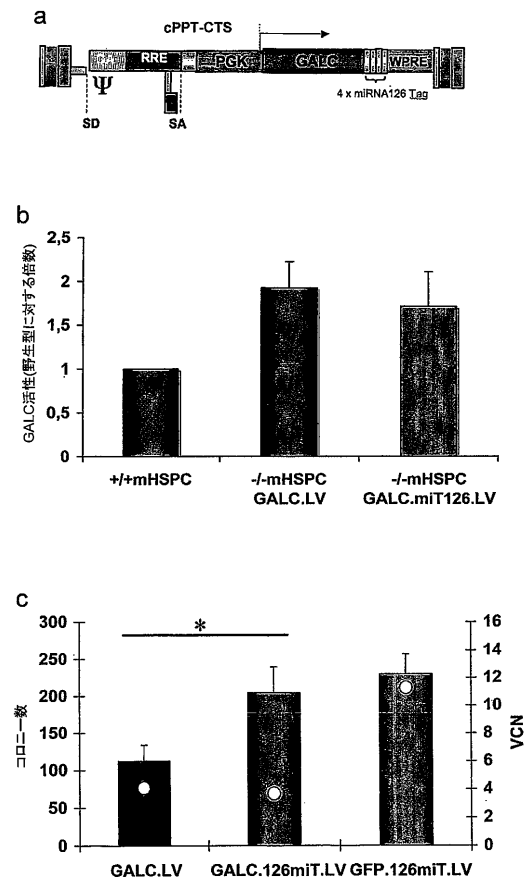 a
cPPT-CTS
RRE
PGK
GALC
WPRE
Ψ
4 x miRNA126 Tag
SD
SA
b
GALC活性(野生型に対する倍数)
2,5
2
1,5
1
0,5
0
+/+mHSPC
-/-mHSPC
GALC.LV
-/-mHSPC
GALC.miT126.LV
c
コロニー数
300
250
200
150
100
50
0
*
16
14
12
10
8
6
4
2
0
VCN
GALC.LV
GALC.126miT.LV
GFP.126miT.LV